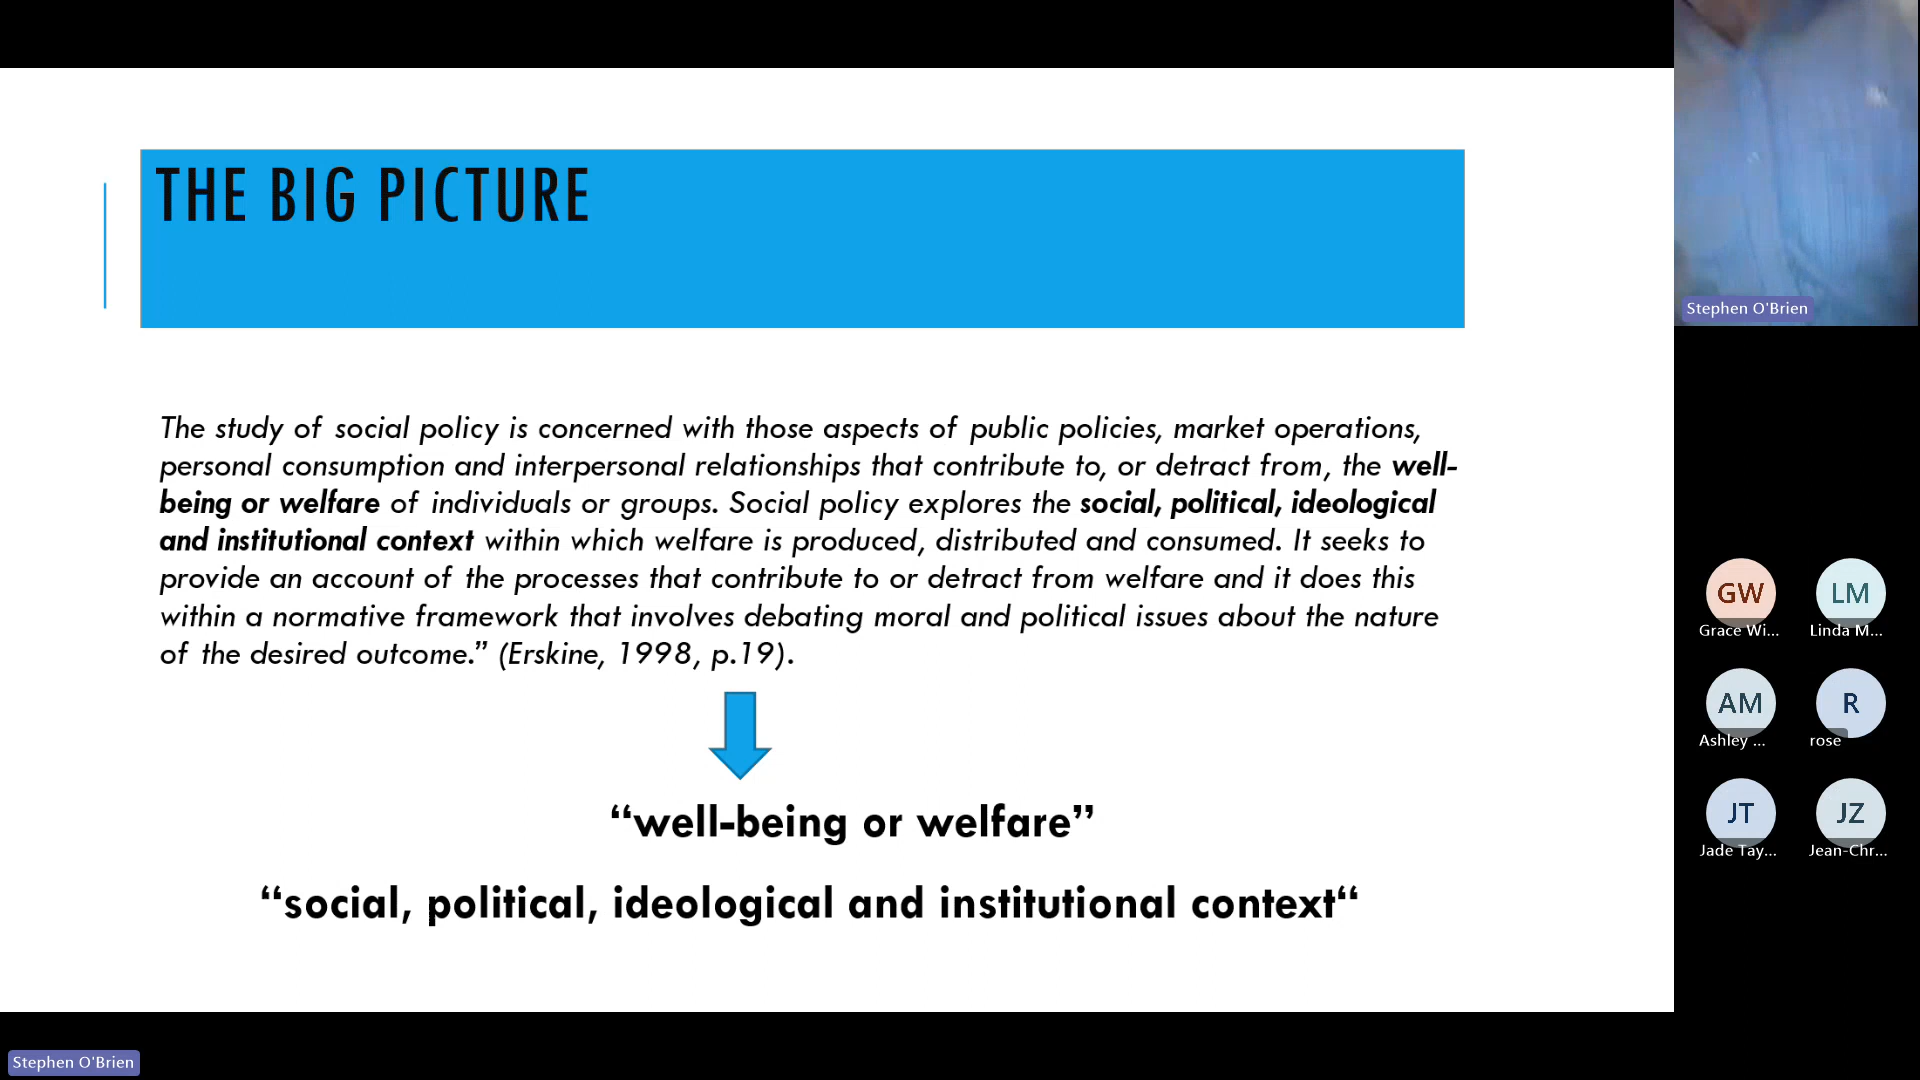 THE BIG PICTURE
The study of social policy is concerned with those aspects of public policies, market operations,
personal consumption and interpersonal relationships that contribute to, or detract from, the well-
being or welfare of individuals or groups. Social policy explores the social, political, ideological
and institutional context within which welfare is produced, distributed and consumed. It seeks to
provide an account of the processes that contribute to or detract from welfare and it does this
within a normative framework that involves debating moral and political issues about the nature
of the desired outcome.” (Erskine, 1998, p.19).
“well-being or welfare”
“social, political, ideological and institutional context“
Stephen O'Brien
GW
LM
Grace Wi...
Linda M...
AM
R
Ashley ...
rose
JT
JZ
Jade Tay...
Jean-Chr...
Stephen O'Brien